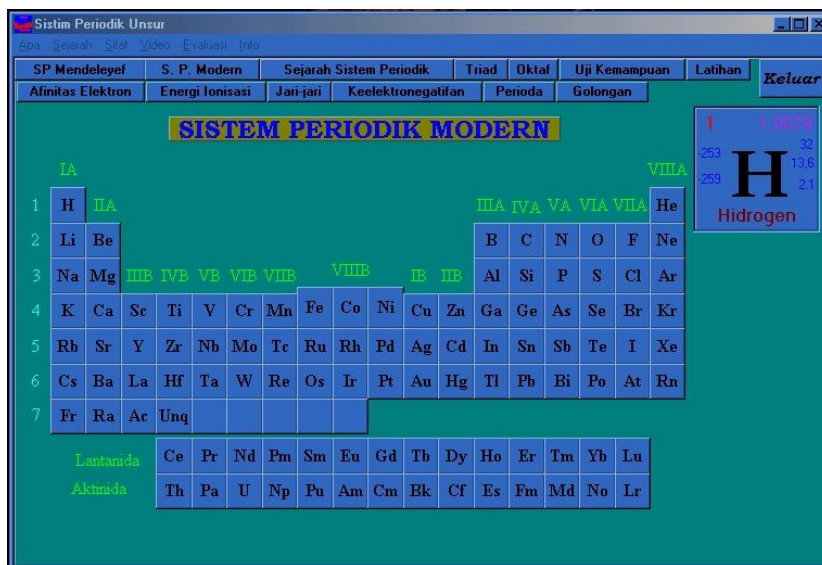 Sistim Periodik Unsur
Apa Sejarah Sifat Video Evaluasi Info
SP Mendeleyef S. P. Modern Sejarah Sistem Periodik Triad Oktaf Uji Kemampuan Latihan Keluar
Afinitas Elektron Energi Ionisasi Jari-jari Keelektronegatifan Perioda Golongan
SISTEM PERIODIK MODERN
1 1.0079
-253 32
13,6
-259 2.1
H
Hidrogen
IA VIIIA
1 H IIA IIIA IVA VA VIA VIIA He
2 Li Be B C N O F Ne
3 Na Mg IIIB IVB VB VIB VIIB VIIIB IB IIB Al Si P S Cl Ar
4 K Ca Sc Ti V Cr Mn Fe Co Ni Cu Zn Ga Ge As Se Br Kr
5 Rb Sr Y Zr Nb Mo Tc Ru Rh Pd Ag Cd In Sn Sb Te I Xe
6 Cs Ba La Hf Ta W Re Os Ir Pt Au Hg Tl Pb Bi Po At Rn
7 Fr Ra Ac Unq
Lantanida Ce Pr Nd Pm Sm Eu Gd Tb Dy Ho Er Tm Yb Lu
Aktinida Th Pa U Np Pu Am Cm Bk Cf Es Fm Md No Lr